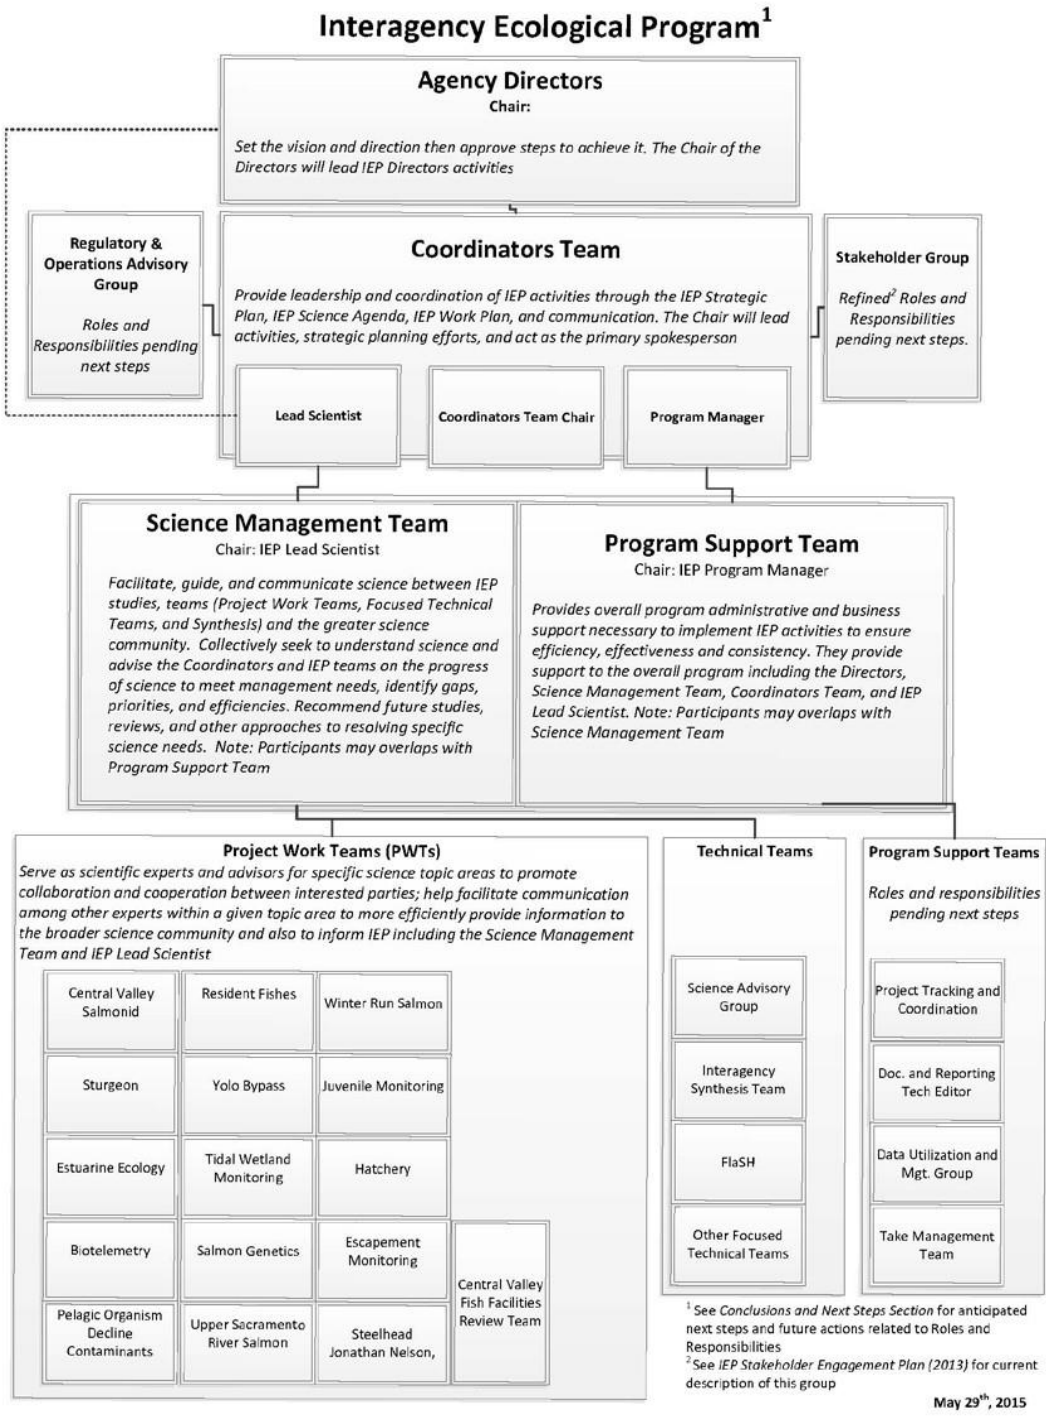 Interagency Ecological Program1
Agency Directors
Chair:
Set the vision and direction then approve steps to achieve it. The Chair of the
Directors will lead IEP Directors activities
Regulatory &
Operations Advisory
Group
Roles and
Responsibilities pending
next steps
Coordinators Team
Provide leadership and coordination of IEP activities through the IEP Strategic
Plan, IEP Science Agenda, IEP Work Plan, and communication. The Chair will lead
activities, strategic planning efforts, and act as the primary spokesperson
Lead Scientist
Coordinators Team Chair
Program Manager
Stakeholder Group
Refined2 Roles and
Responsibilities
pending next steps.
Science Management Team
Chair: IEP Lead Scientist
Facilitate, guide, and communicate science between IEP
studies, teams (Project Work Teams, Focused Technical
Teams, and Synthesis) and the greater science
community. Collectively seek to understand science and
advise the Coordinators and IEP teams on the progress
of science to meet management needs, identify gaps,
priorities, and efficiencies. Recommend future studies,
reviews, and other approaches to resolving specific
science needs. Note: Participants may overlaps with
Program Support Team
Program Support Team
Chair: IEP Program Manager
Provides overall program administrative and business
support necessary to implement IEP activities to ensure
efficiency, effectiveness and consistency. They provide
support to the overall program including the Directors,
Science Management Team, Coordinators Team, and IEP
Lead Scientist. Note: Participants may overlaps with
Science Management Team
Project Work Teams (PWTs)
Serve as scientific experts and advisors for specific science topic areas to promote
collaboration and cooperation between interested parties; help facilitate communication
among other experts within a given topic area to more efficiently provide information to
the broader science community and also to inform IEP including the Science Management
Team and IEP Lead Scientist
Central Valley
Salmonid
Resident Fishes
Winter Run Salmon
Sturgeon
Yolo Bypass
Juvenile Monitoring
Estuarine Ecology
Tidal Wetland
Monitoring
Hatchery
Biotelemetry
Salmon Genetics
Escapement
Monitoring
Central Valley
Fish Facilities
Review Team
Pelagic Organism
Decline
Contaminants
Upper Sacramento
River Salmon
Steelhead
Jonathan Nelson,
Technical Teams
Science Advisory
Group
Interagency
Synthesis Team
FlaSH
Other Focused
Technical Teams
Program Support Teams
Roles and responsibilities
pending next steps
Project Tracking and
Coordination
Doc. and Reporting
Tech Editor
Data Utilization and
Mgt. Group
Take Management
Team
1 See Conclusions and Next Steps Section for anticipated
next steps and future actions related to Roles and
Responsibilities
2 See IEP Stakeholder Engagement Plan (2013) for current
description of this group
May 29th, 2015